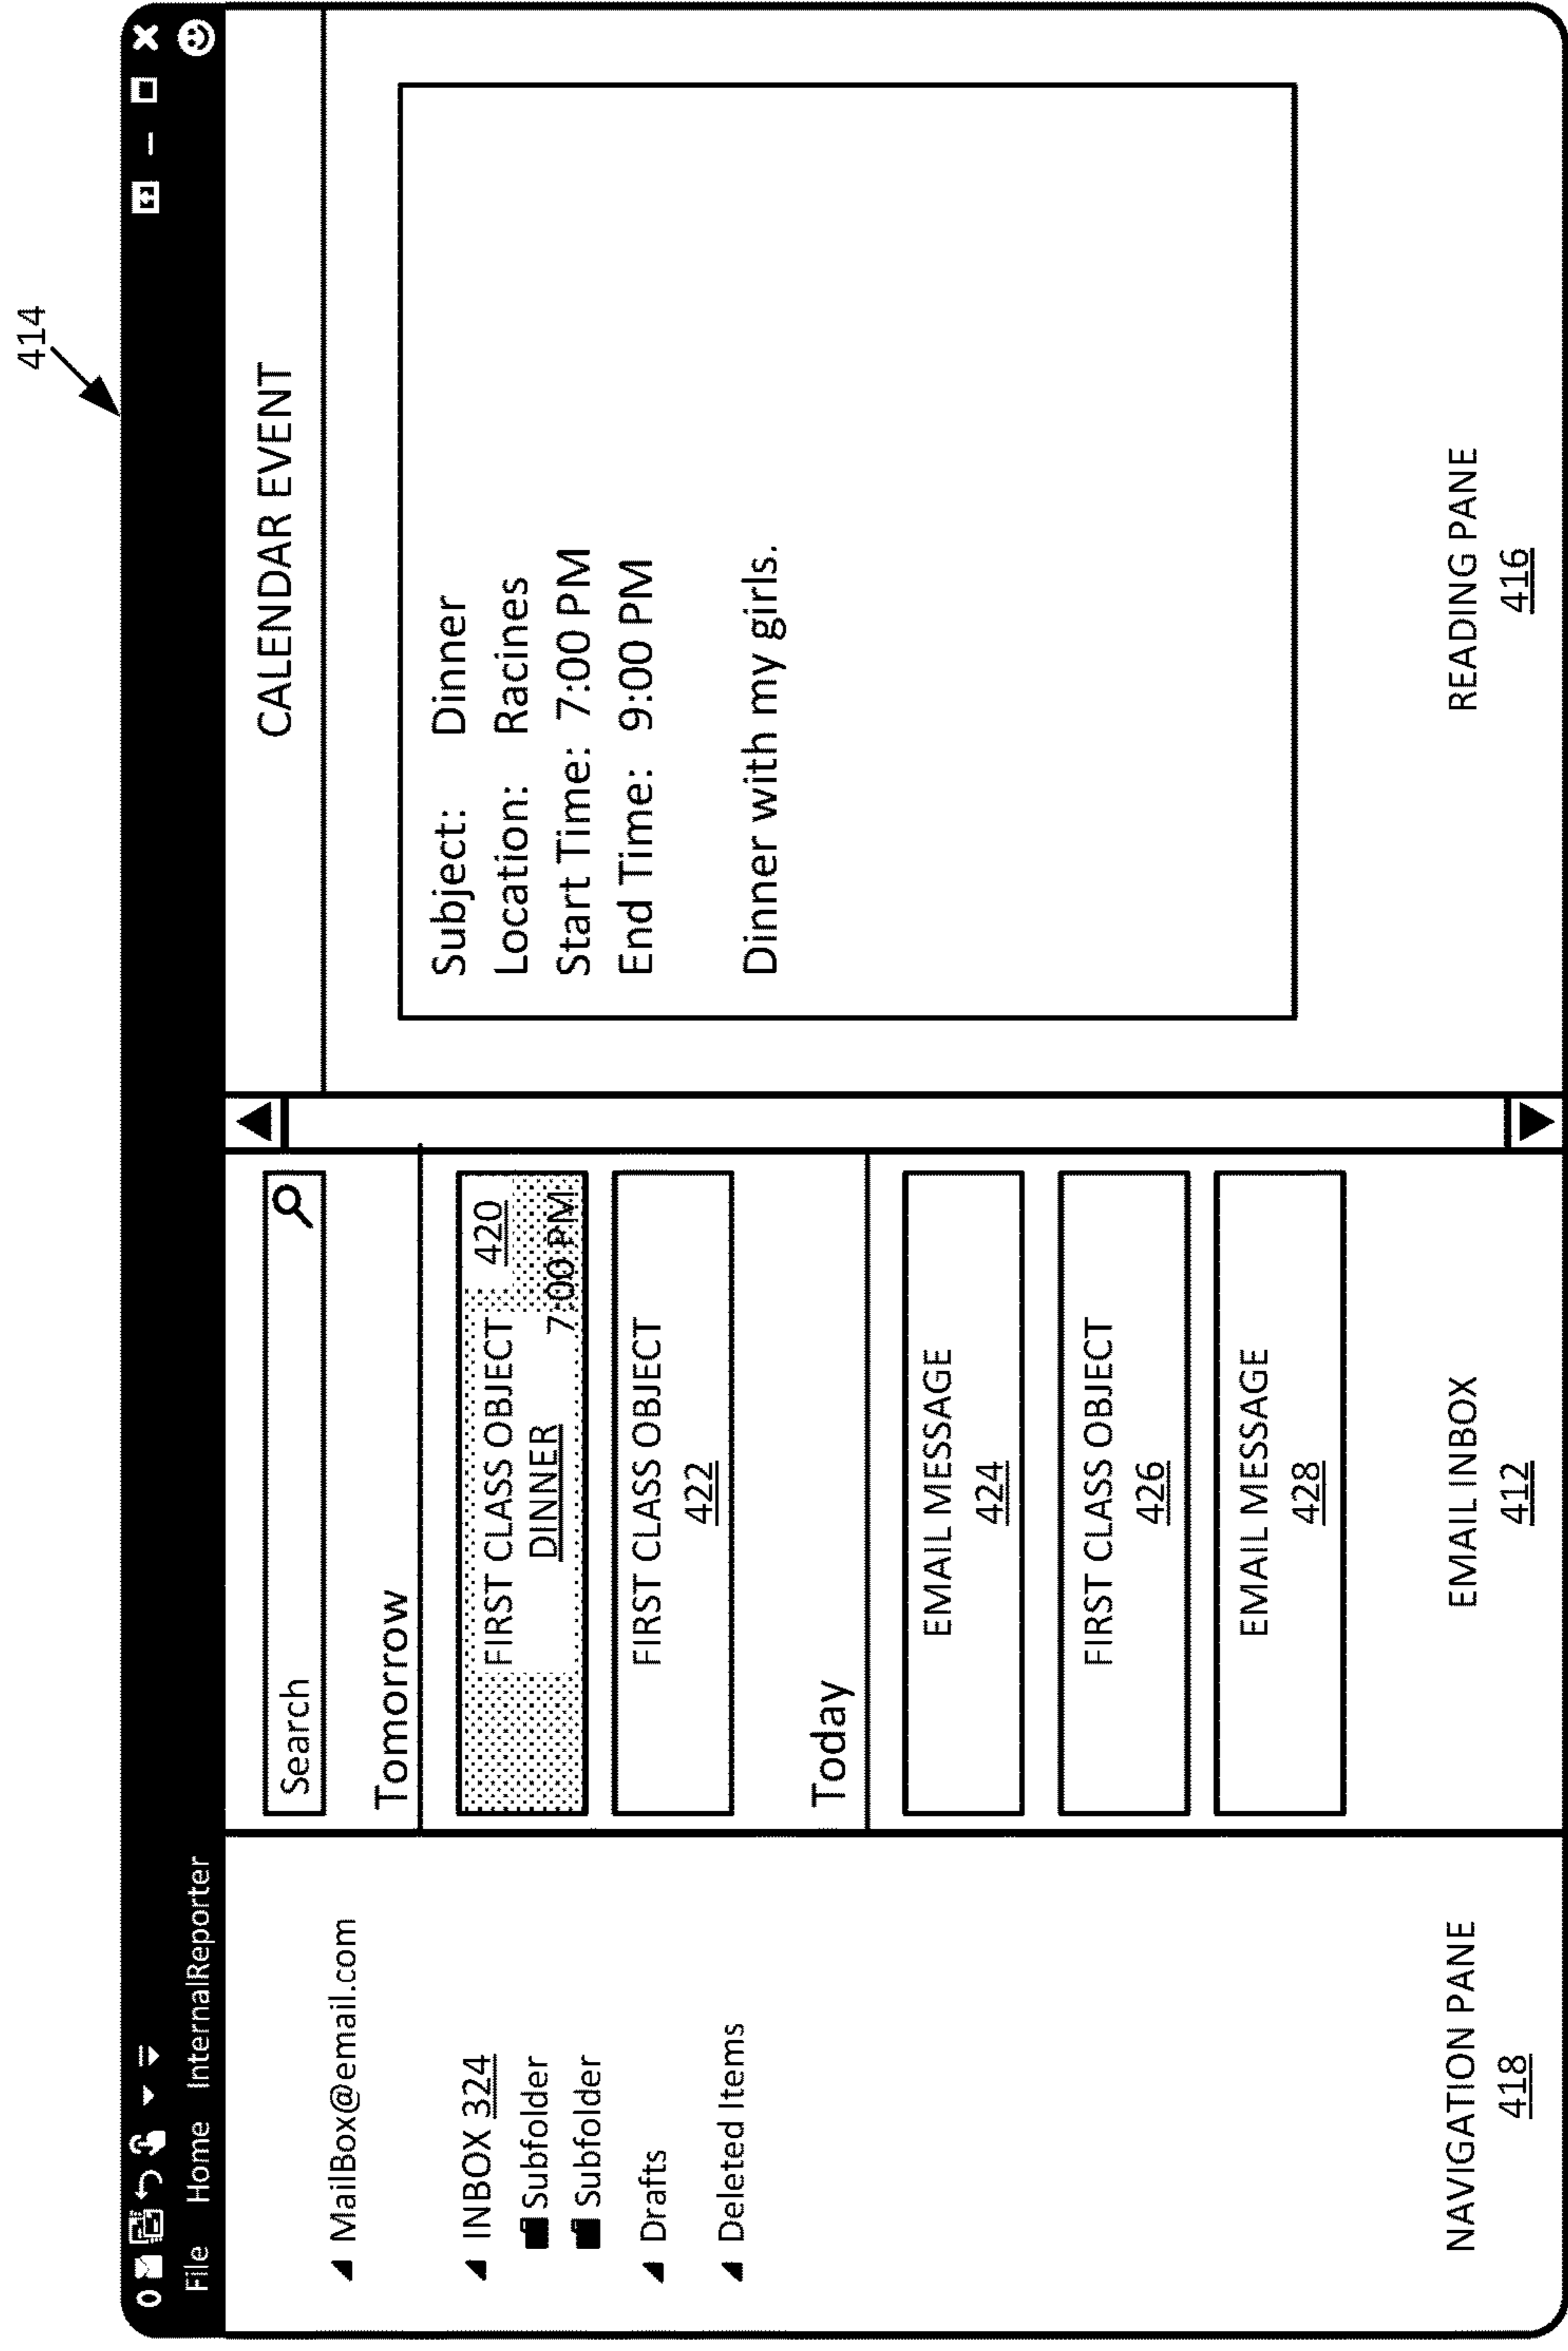 414
File Home InternalReporter
MailBox@email.com
INBOX 324
Subfolder
Subfolder
Drafts
Deleted Items
NAVIGATION PANE
418
Search
Tomorrow
FIRST CLASS OBJECT 420
DINNER
7:00 PM
FIRST CLASS OBJECT
422
Today
EMAIL MESSAGE
424
FIRST CLASS OBJECT
426
EMAIL MESSAGE
428
EMAIL INBOX
412
CALENDAR EVENT
Subject: Dinner
Location: Racines
Start Time: 7:00 PM
End Time: 9:00 PM
Dinner with my girls.
READING PANE
416